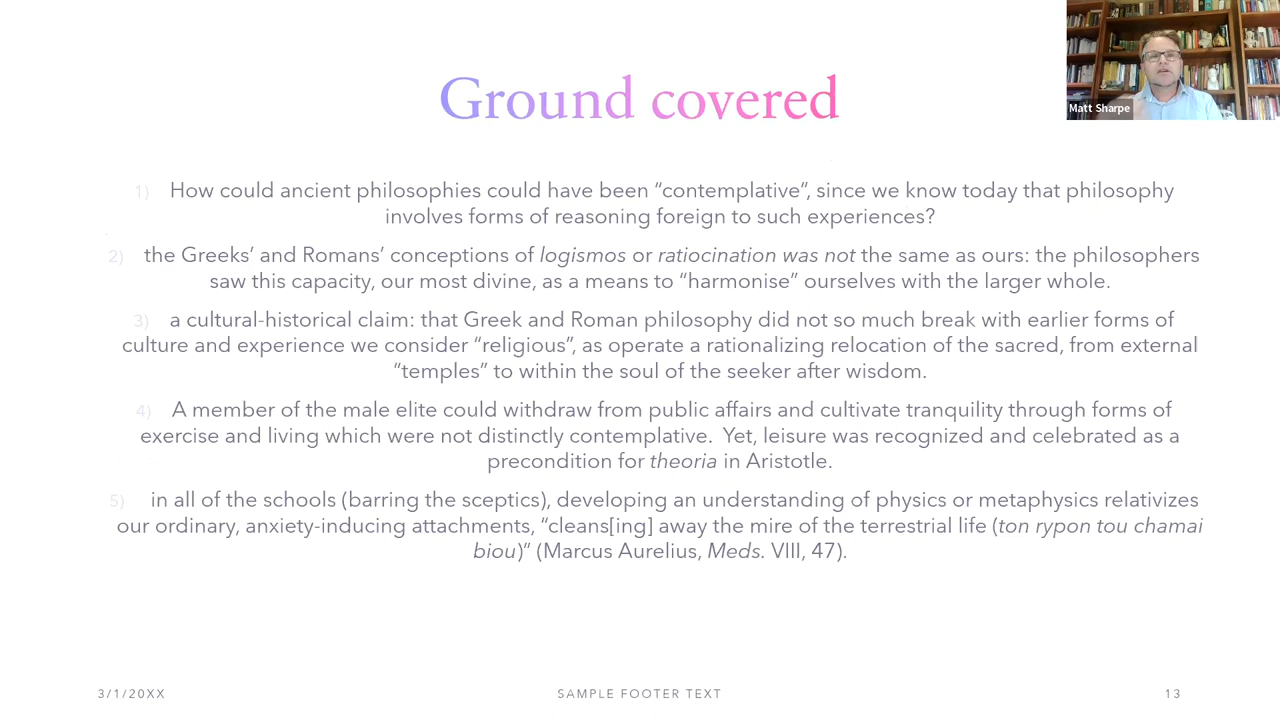 Matt Sharpe
Ground covered
1) How could ancient philosophies could have been “contemplative”, since we know today that philosophy
involves forms of reasoning foreign to such experiences?
2) the Greeks’ and Romans’ conceptions of logismos or ratiocination was not the same as ours: the philosophers
saw this capacity, our most divine, as a means to “harmonise” ourselves with the larger whole.
3) a cultural-historical claim: that Greek and Roman philosophy did not so much break with earlier forms of
culture and experience we consider “religious”, as operate a rationalizing relocation of the sacred, from external
“temples” to within the soul of the seeker after wisdom.
4) A member of the male elite could withdraw from public affairs and cultivate tranquility through forms of
exercise and living which were not distinctly contemplative. Yet, leisure was recognized and celebrated as a
precondition for theoria in Aristotle.
5) in all of the schools (barring the sceptics), developing an understanding of physics or metaphysics relativizes
our ordinary, anxiety-inducing attachments, “cleans[ing] away the mire of the terrestrial life (ton rypon tou chamai
biou)” (Marcus Aurelius, Meds. VIII, 47).
3/1/20XX
SAMPLE FOOTER TEXT
13